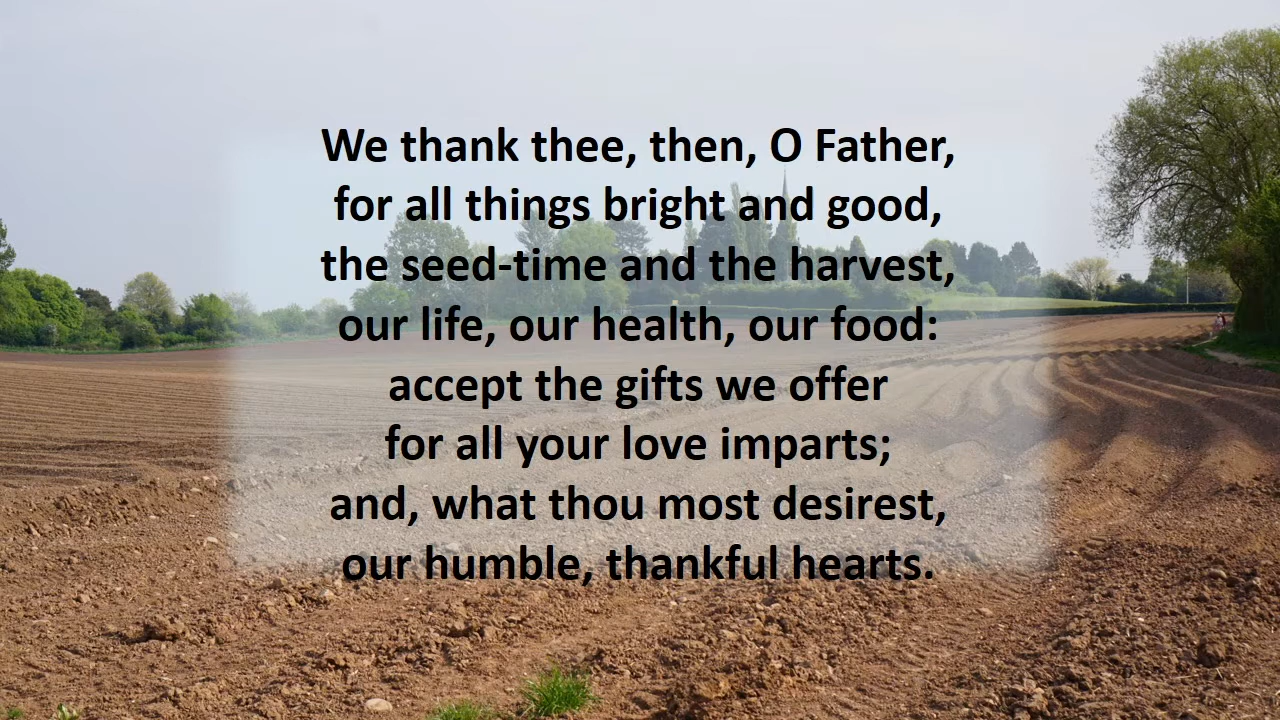 We thank thee, then, O Father,
for all things bright and good,
the seed-time and the harvest,
our life, our health, our food:
accept the gifts we offer
for all your love imparts;
and, what thou most desirest,
our humble, thankful hearts.